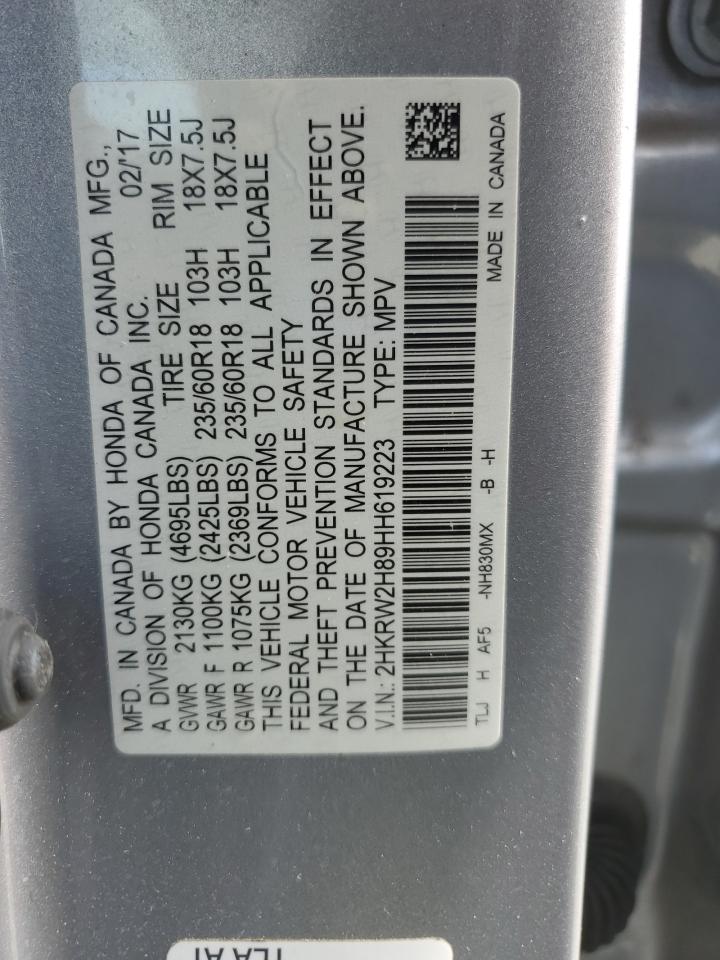 MFD. IN CANADA BY HONDA OF CANADA MFG.,
A DIVISION OF HONDA CANADA INC. 02/'17
GVWR 2130KG (4695LBS) TIRE SIZE RIM SIZE
GAWR F 1100KG (2425LBS) 235/60R18 103H 18X7.5J
GAWR R 1075KG (2369LBS) 235/60R18 103H 18X7.5J
THIS VEHICLE CONFORMS TO ALL APPLICABLE
FEDERAL MOTOR VEHICLE SAFETY
AND THEFT PREVENTION STANDARDS IN EFFECT
ON THE DATE OF MANUFACTURE SHOWN ABOVE.
V.I.N.: 2HKRW2H89HH619223 TYPE: MPV
TLJ H AF5 -NH830MX -B -H MADE IN CANADA